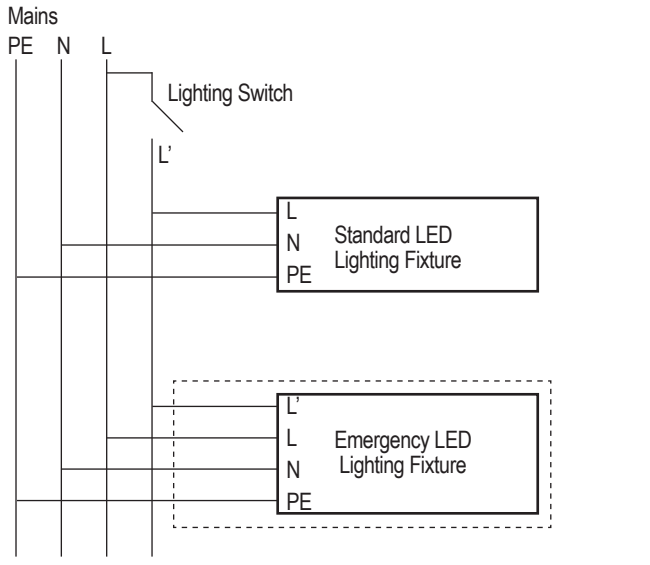 Mains
PE N L
Lighting Switch
L’
L
N
PE
Standard LED
Lighting Fixture
L’
L
N
PE
Emergency LED
Lighting Fixture